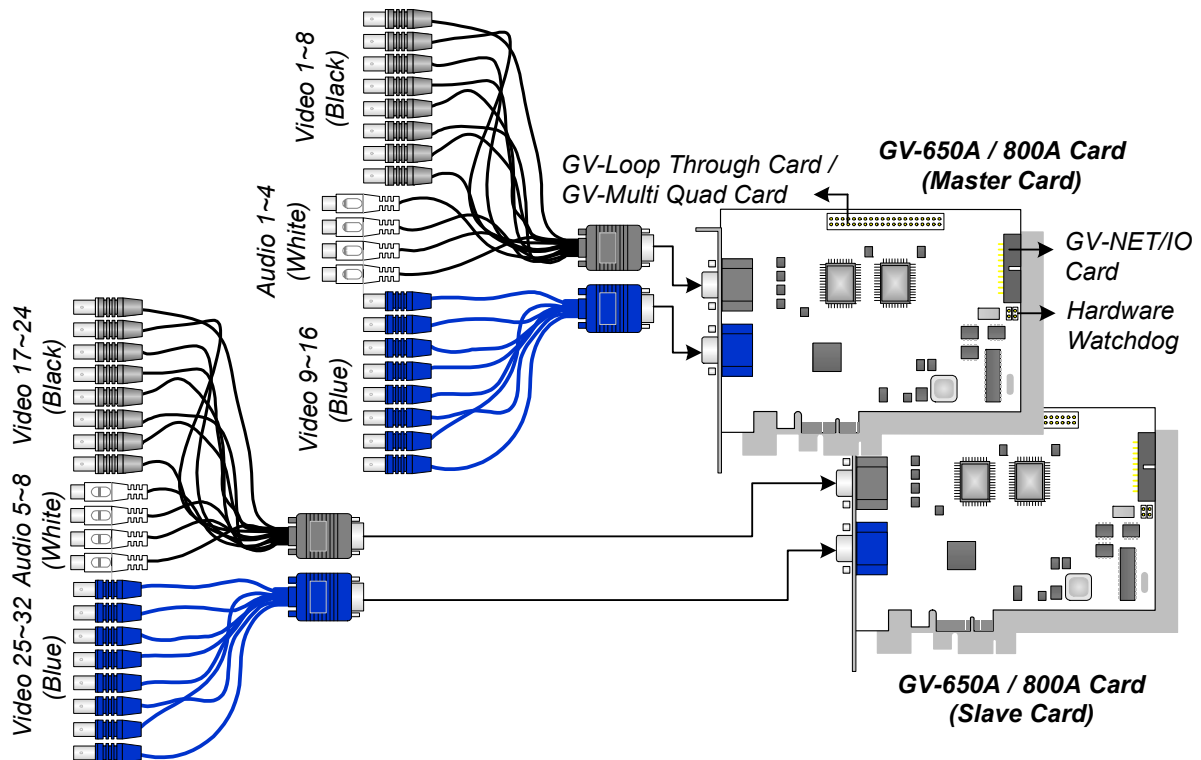 Video 1~8
(Black)
GV-Loop Through Card /
GV-Multi Quad Card
GV-650A / 800A Card
(Master Card)
Audio 1~4
(White)
GV-NET/IO
Card
Hardware
Watchdog
Video 9~16
(Blue)
Video 17~24
(Black)
Audio 5~8
(White)
Video 25~32
(Blue)
GV-650A / 800A Card
(Slave Card)